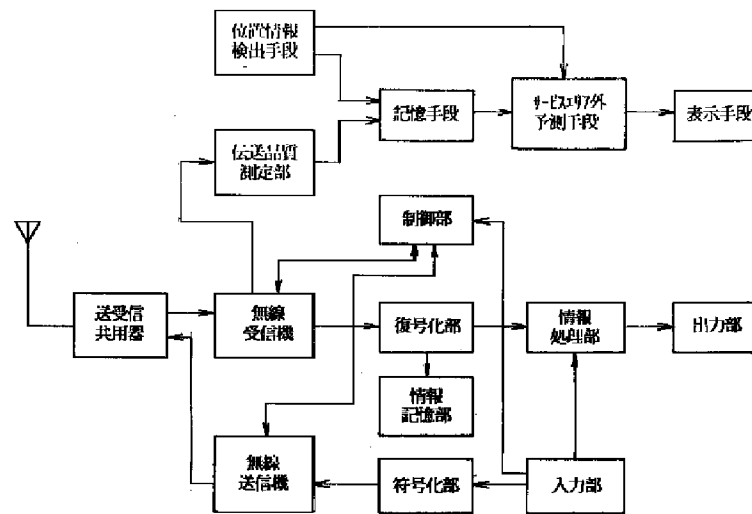 位置情報
検出手段
記憶手段
サービスエリア外
予測手段
表示手段
伝送品質
測定部
制御部
送受信
共用器
無線
受信機
復号化部
情報
処理部
出力部
情報
記憶部
無線
送信機
符号化部
入力部